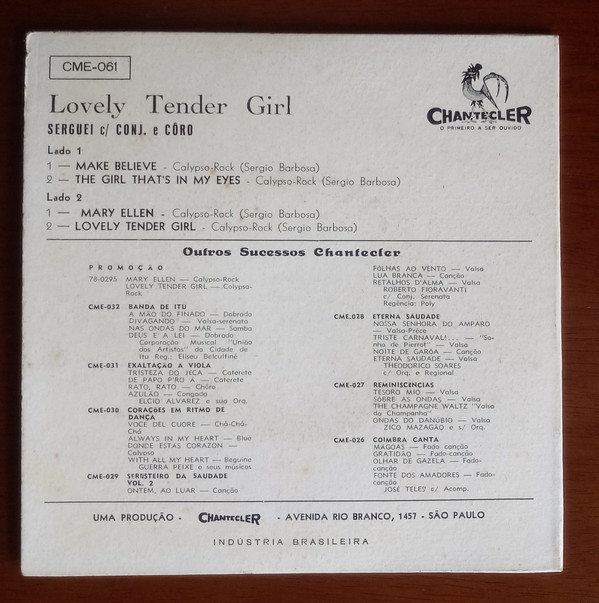 CME-061
Lovely Tender Girl
SERGUEI c/ CONJ. e CÔRO
CHANTECLER
O PRIMEIRO A SER OUVIDO
Lado 1
1 — MAKE BELIEVE - Calypso-Rock (Sergio Barbosa)
2 — THE GIRL THAT'S IN MY EYES - Calypso-Rock (Sergio Barbosa)
Lado 2
1 — MARY ELLEN - Calypso-Rock (Sergio Barbosa)
2 — LOVELY TENDER GIRL - Calypso-Rock (Sergio Barbosa)
Outros Sucessos Chantecler
PROMOÇÃO
78-0295 MARY ELLEN — Calypso-Rock
LOVELY TENDER GIRL — Calypso-
Rock
CME-032 BANDA DE ITU
A MÃO DO FINADO — Dobrado
DIVAGANDO — Valsa-serenata
NAS ONDAS DO MAR — Samba
DEUS E A LEI — Dobrado
Corporação Musical "União
dos Artistas" da Cidade de
Itu Reg.: Eliseu Belculfiné
CME-031 EXALTAÇÃO A VIOLA
TRISTEZA DO JECA — Caterete
DE PAPO P'RO Á — Caterete
RATO, RATO — Chôro
AZULÃO — Congada
ELCIO ALVAREZ e sua Orq.
CME-030 CORAÇÕES EM RITMO DE
DANÇA
VOCE DEL CUORE — Chá-Chá-
Chá
ALWAYS IN MY HEART — Blue
DONDE ESTAS CORAZON —
Calypso
WITH ALL MY HEART — Beguine
GUERRA PEIXE e seus músicos
CME-029 SERESTEIRO DA SAUDADE
VOL. 2
ONTEM, AO LUAR — Canção
FOLHAS AO VENTO — Valsa
LUA BRANCA — Canção
RETALHOS D'ALMA — Valsa
ROBERTO FIORAVANTI
c/ Conj. Serenata
Regência: Poly
CME.028 ETERNA SAUDADE
NOSSA SENHORA DO AMPARO
— Valsa-Préce
TRISTE CARNAVAL!... — "So-
nho de Pierrot" — Valsa
NOITE DE GARÔA — Canção
ETERNA SAUDADE — Valsa
THEODORICO SOARES
c/ Orq. e Regional
CME-027 REMINISCENCIAS
TESORO MIO — Valsa
SOBRE AS ONDAS — Valsa
THE CHAMPAGNE WALTZ "Valsa
da Champanha"
ONDAS DO DANÚBIO — Valsa
ZICO MAZAGÃO e s/ Orq.
CME-026 COIMBRA CANTA
MAGOAS — Fado canção
GRATIDÃO — Fado-canção
OLHAR DE GAZELA — Fado-
canção
FONTE DOS AMADORES — Fado-
canção
JOSE TELES c/ Acomp.
UMA PRODUÇÃO - CHANTECLER - AVENIDA RIO BRANCO, 1457 - SÃO PAULO
INDÚSTRIA BRASILEIRA